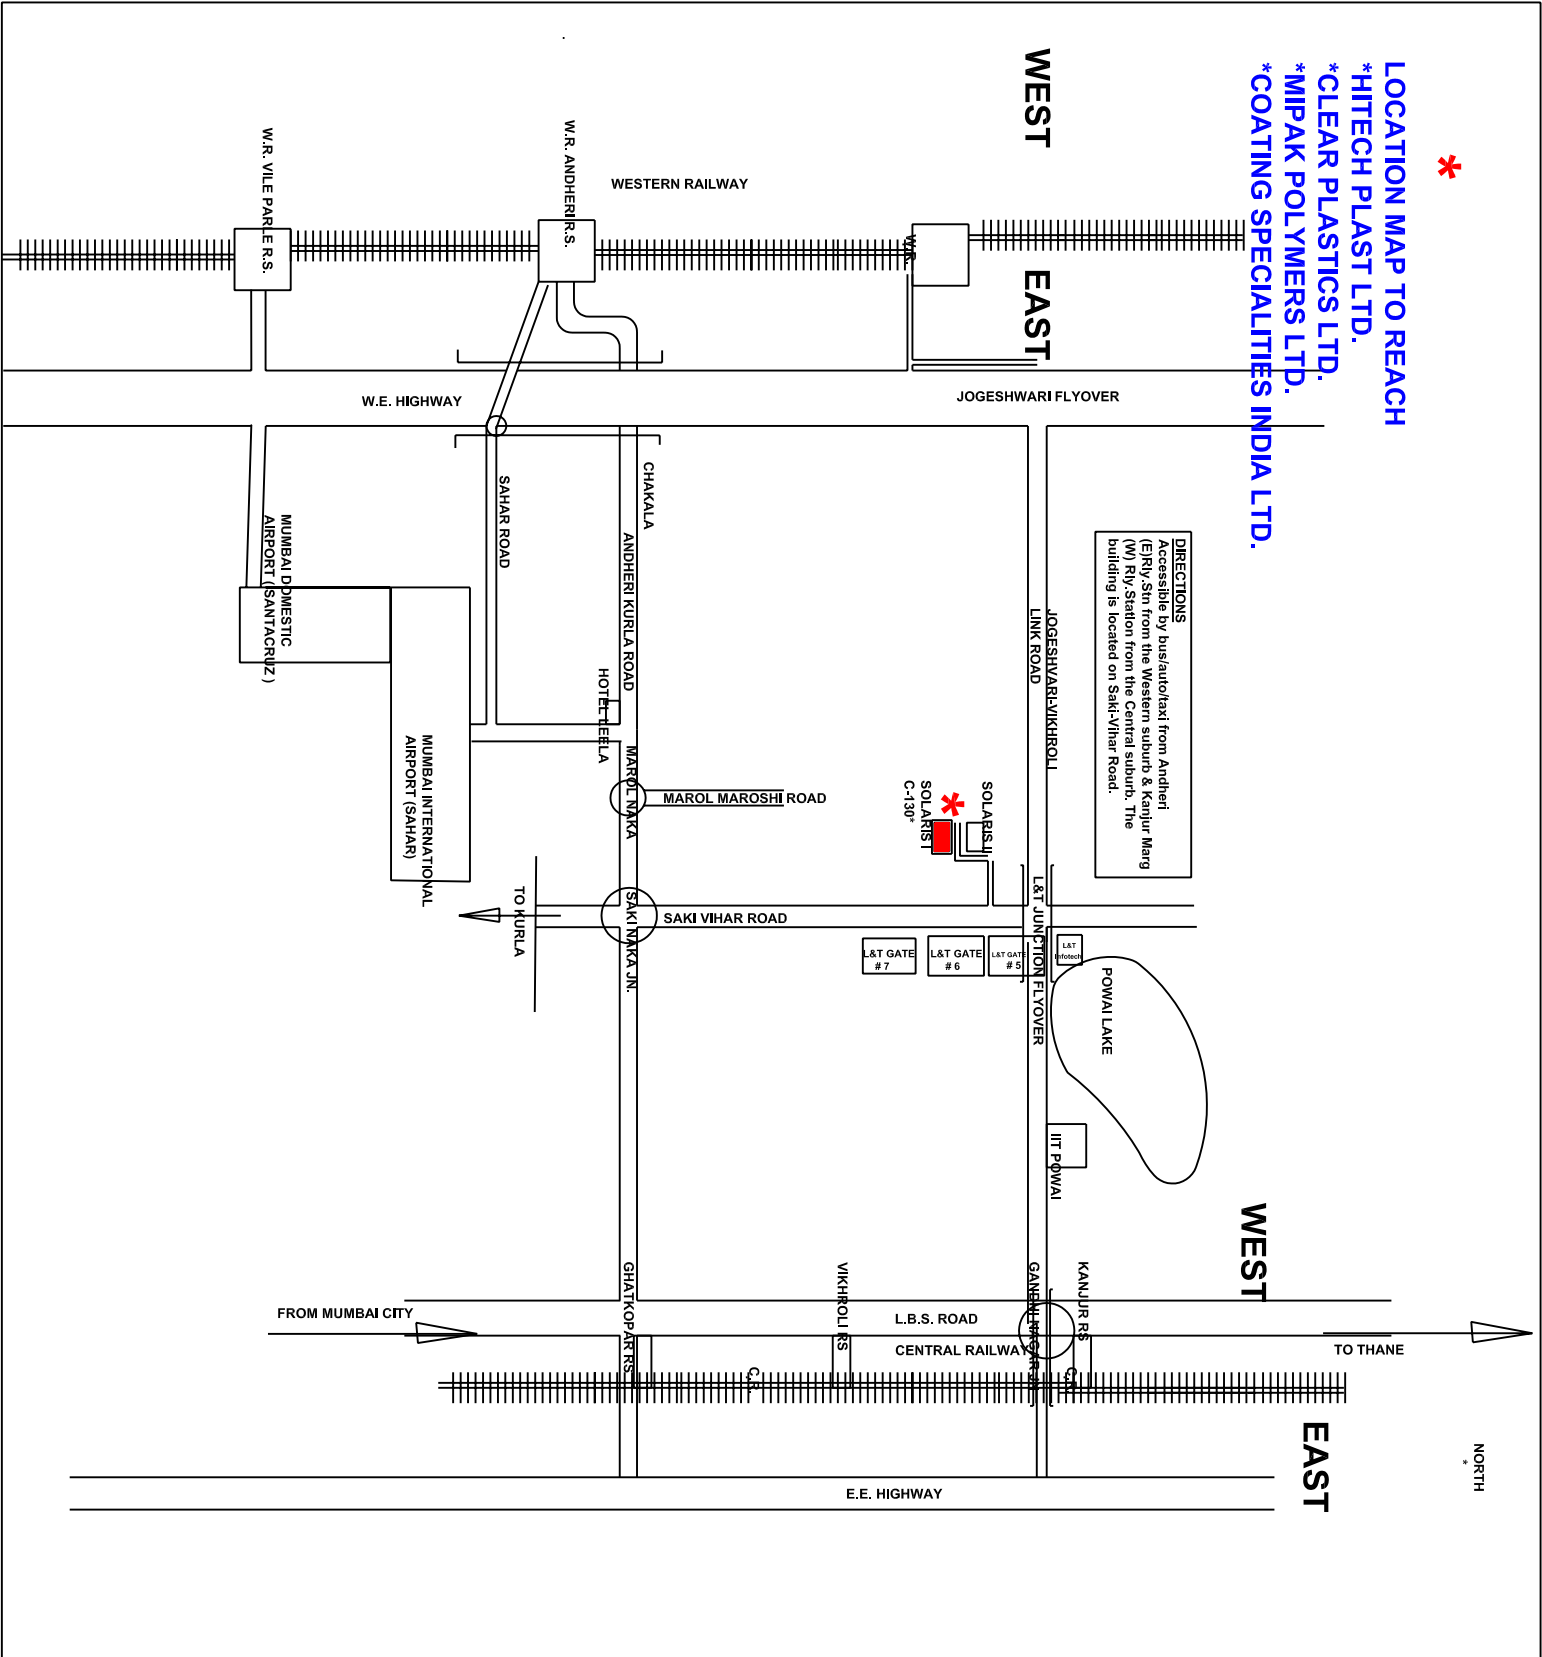 LOCATION MAP TO REACH
*HITECH PLAST LTD.
*CLEAR PLASTICS LTD.
*MIPAK POLYMERS LTD.
*COATING SPECIALITIES INDIA LTD.
*
WEST
EAST
WESTERN RAILWAY
W.R. VILE PARLE R.S.
W.R. ANDHERI R.S.
W.R.
W.E. HIGHWAY
JOGESHWARI FLYOVER
SAHAR ROAD
CHAKALA
ANDHERI KURLA ROAD
MUMBAI DOMESTIC
AIRPORT ( SANTACRUZ )
MUMBAI INTERNATIONAL
AIRPORT (SAHAR)
HOTEL LEELA
MAROL NAKA
MAROL MAROSHI ROAD
JOGESHVARI-VIKHROLI
LINK ROAD
DIRECTIONS
Accessible by bus/auto/taxi from Andheri
(E)Rly.Stn from the Western suburb & Kanjur Marg
(W) Rly.Station from the Central suburb. The
building is located on Saki-Vihar Road.
SOLARIS II
*
SOLARIS I
C-130*
TO KURLA
SAKI NAKA JN.
SAKI VIHAR ROAD
L&T GATE
# 7
L&T GATE
# 6
L&T GATE
# 5
L&T
Infotech
L&T JUNCTION FLYOVER
POWAI LAKE
IIT POWAI
WEST
EAST
FROM MUMBAI CITY
GHATKOPAR RS
VIKHROLI RS
L.B.S. ROAD
CENTRAL RAILWAY
GANDHI NAGAR JN
KANJUR RS
C.R.
C.R.
TO THANE
E.E. HIGHWAY
NORTH
*